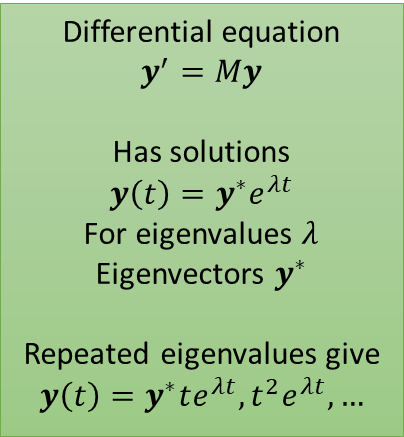 Differential equation
𝒚′ = 𝑀𝒚
Has solutions
𝒚(𝑡) = 𝒚*𝑒^{𝜆𝑡}
For eigenvalues 𝜆
Eigenvectors 𝒚*
Repeated eigenvalues give
𝒚(𝑡) = 𝒚*𝑡𝑒^{𝜆𝑡}, 𝑡²𝑒^{𝜆𝑡}, …